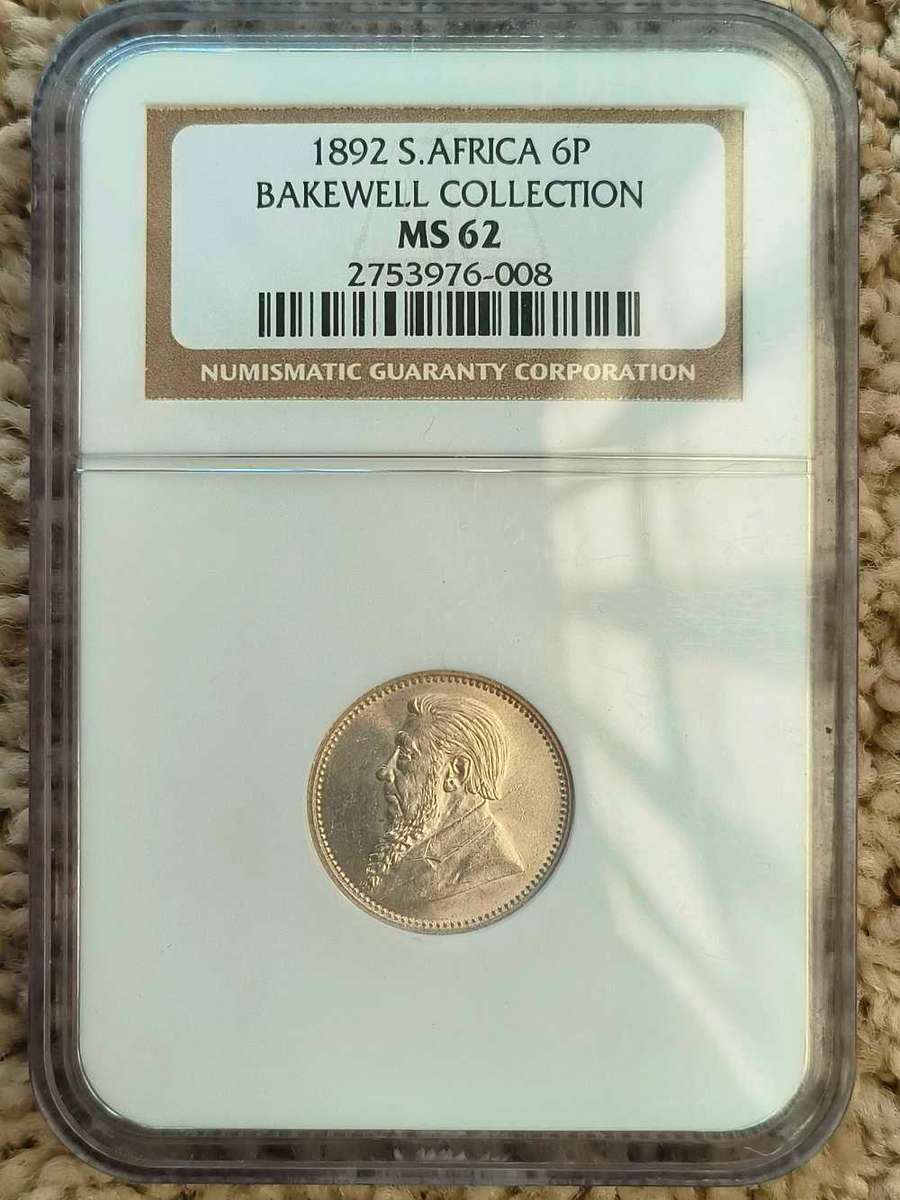 1892 S.AFRICA 6P
BAKEWELL COLLECTION
MS 62
2753976-008
NUMISMATIC GUARANTY CORPORATION